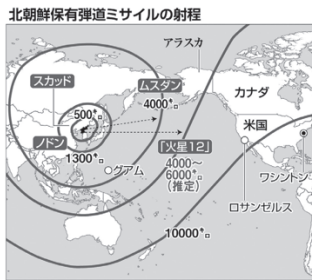 北朝鮮保有弾道ミサイルの射程
アラスカ
スカッド
ムスダン
4000㌔
カナダ
500㌔
米国
ノドン
1300㌔
グアム
「火星12」
4000〜
6000㌔
(推定)
ワシントン
ロサンゼルス
10000㌔